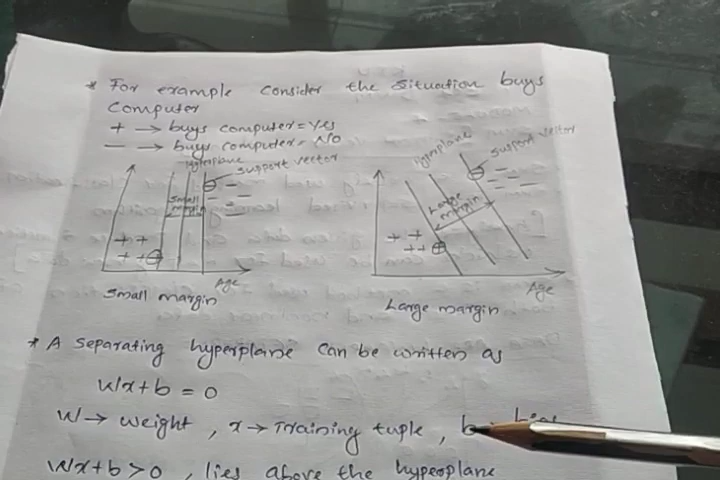 * For example consider the situation buys
Computer
+ → buys computer = Yes
— → buys computer = No
Hyperplane
support vector
Small
margin
Age
Small margin
Hyperplane
support vector
Large
margin
Age
Large margin
* A separating hyperplane can be written as
Wx + b = 0
W → weight , x → Training tuple , b
Wx + b > 0 , lies above the hyperplane